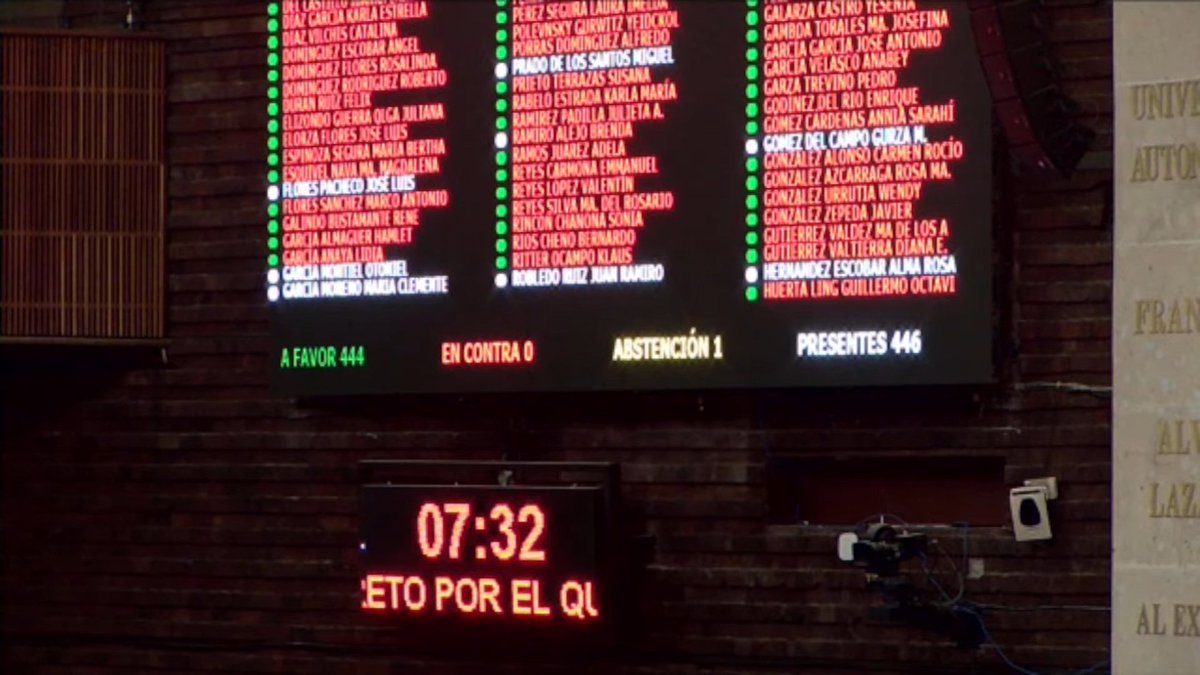 DIAZ GARCIA KARLA ESTRELLA
DIAZ VILCHIS CATALINA
DOMINGUEZ ESCOBAR ANGEL
DOMINGUEZ FLORES ROSALINDA
DOMINGUEZ RODRIGUEZ ROBERTO
DURAN RUIZ FELIX
ELIZONDO GUERRA OLGA JULIANA
ELORZA FLORES JOSE LUIS
ESPINOZA SEGURA MARIA BERTHA
ESQUIVEL NAVA MA. MAGDALENA
FLORES PACHECO JOSÉ LUIS
FLORES SANCHEZ MARCO ANTONIO
GALINDO BUSTAMANTE RENE
GARCIA ALMAGUER HAMLET
GARCIA ANAYA LIDIA
GARCIA MONTIEL OTONIEL
GARCIA MORENO MARIA CLEMENTE
PEREZ SEGURA LAURA IMELDA
POLEVNSKY GURWITZ YEIDCKOL
PORRAS DOMINGUEZ ALFREDO
PRADO DE LOS SANTOS MIGUEL
PRIETO TERRAZAS SUSANA
RABELO ESTRADA KARLA MARÍA
RAMIREZ PADILLA JULIETA A.
RAMIRO ALEJO BRENDA
RAMOS JUAREZ ADELA
REYES CARMONA EMMANUEL
REYES LOPEZ VALENTIN
REYES SILVA MA. DEL ROSARIO
RINCON CHANONA SONIA
RIOS CHENO BERNARDO
RITTER OCAMPO KLAUS
ROBLEDO RUIZ JUAN RAMIRO
GALARZA CASTRO YESENIA
GAMBOA TORALES MA. JOSEFINA
GARCIA GARCIA JOSE ANTONIO
GARCIA VELASCO ANABEY
GARZA TREVINO PEDRO
GODINEZ DEL RIO ENRIQUE
GOMEZ CARDENAS ANNIA SARAHÍ
GOMEZ DEL CAMPO GURZA M.
GONZALEZ ALONSO CARMEN ROCÍO
GONZALEZ AZCARRAGA ROSA MA.
GONZALEZ URRUTIA WENDY
GONZALEZ ZEPEDA JAVIER
GUTIERREZ VALDEZ MA DE LOS A
GUTIERREZ VALTIERRA DIANA E.
HERNANDEZ ESCOBAR ALMA ROSA
HUERTA LING GUILLERMO OCTAVI
A FAVOR 444 EN CONTRA 0 ABSTENCIÓN 1 PRESENTES 446
07:32
RETO POR EL QU
UNIVE
AUTON
FRAN
ALV
LAZ
AL EX